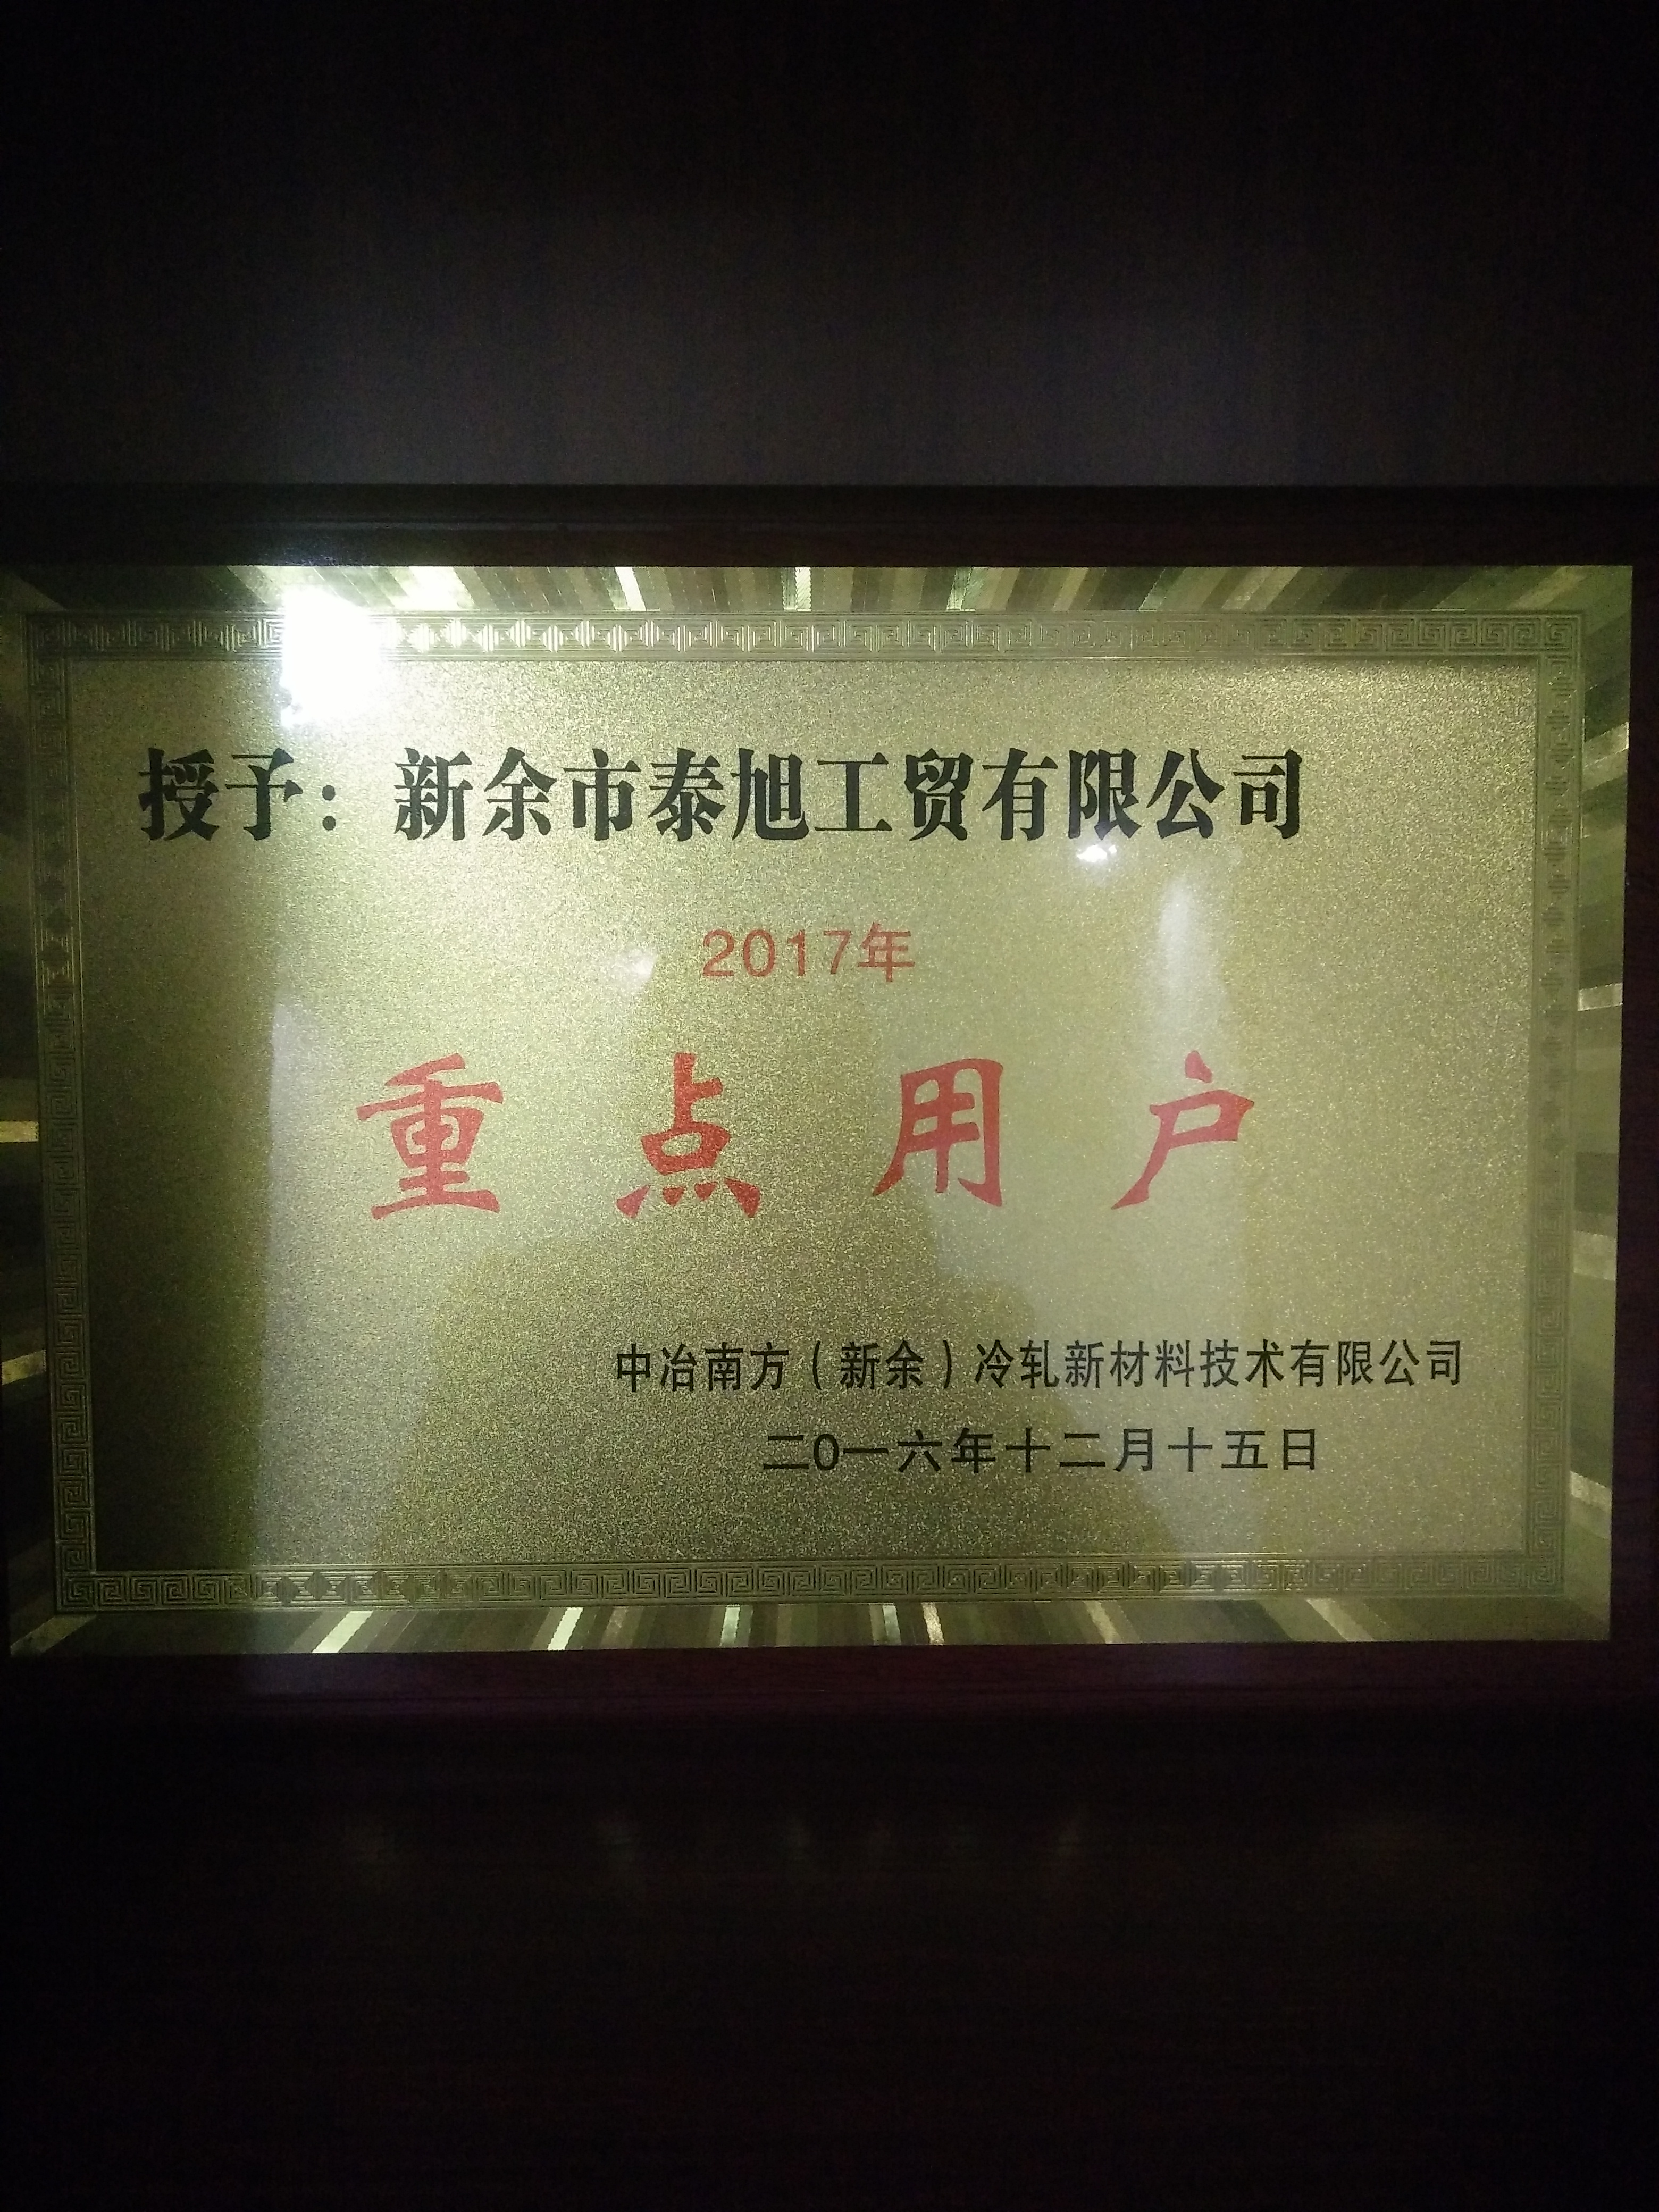 授予：新余市泰旭工贸有限公司
2017年
重点用户
中冶南方（新余）冷轧新材料技术有限公司
二0一六年十二月十五日